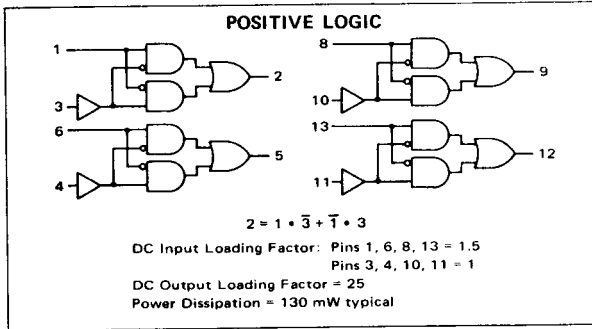 POSITIVE LOGIC
1
2
3
6
5
4
8
9
10
13
12
11
2 = 1 • 3̅ + 1̅ • 3
DC Input Loading Factor: Pins 1, 6, 8, 13 = 1.5
Pins 3, 4, 10, 11 = 1
DC Output Loading Factor = 25
Power Dissipation = 130 mW typical